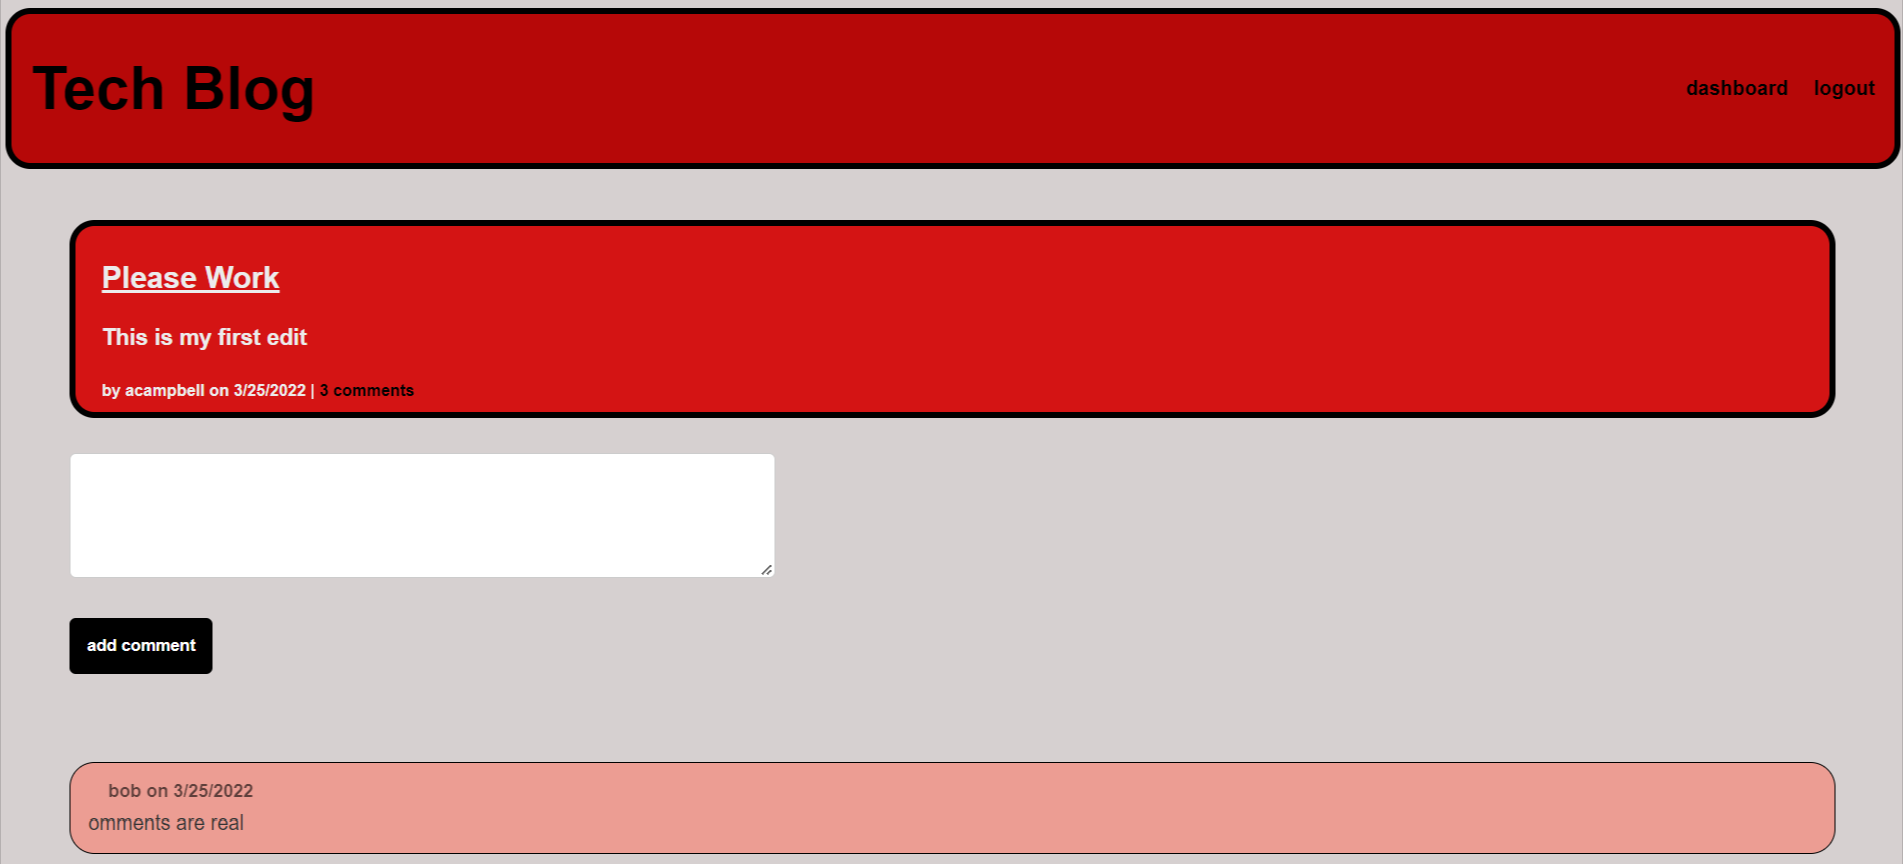 Tech Blog
dashboard logout
Please Work
This is my first edit
by acampbell on 3/25/2022 | 3 comments
add comment
bob on 3/25/2022
omments are real